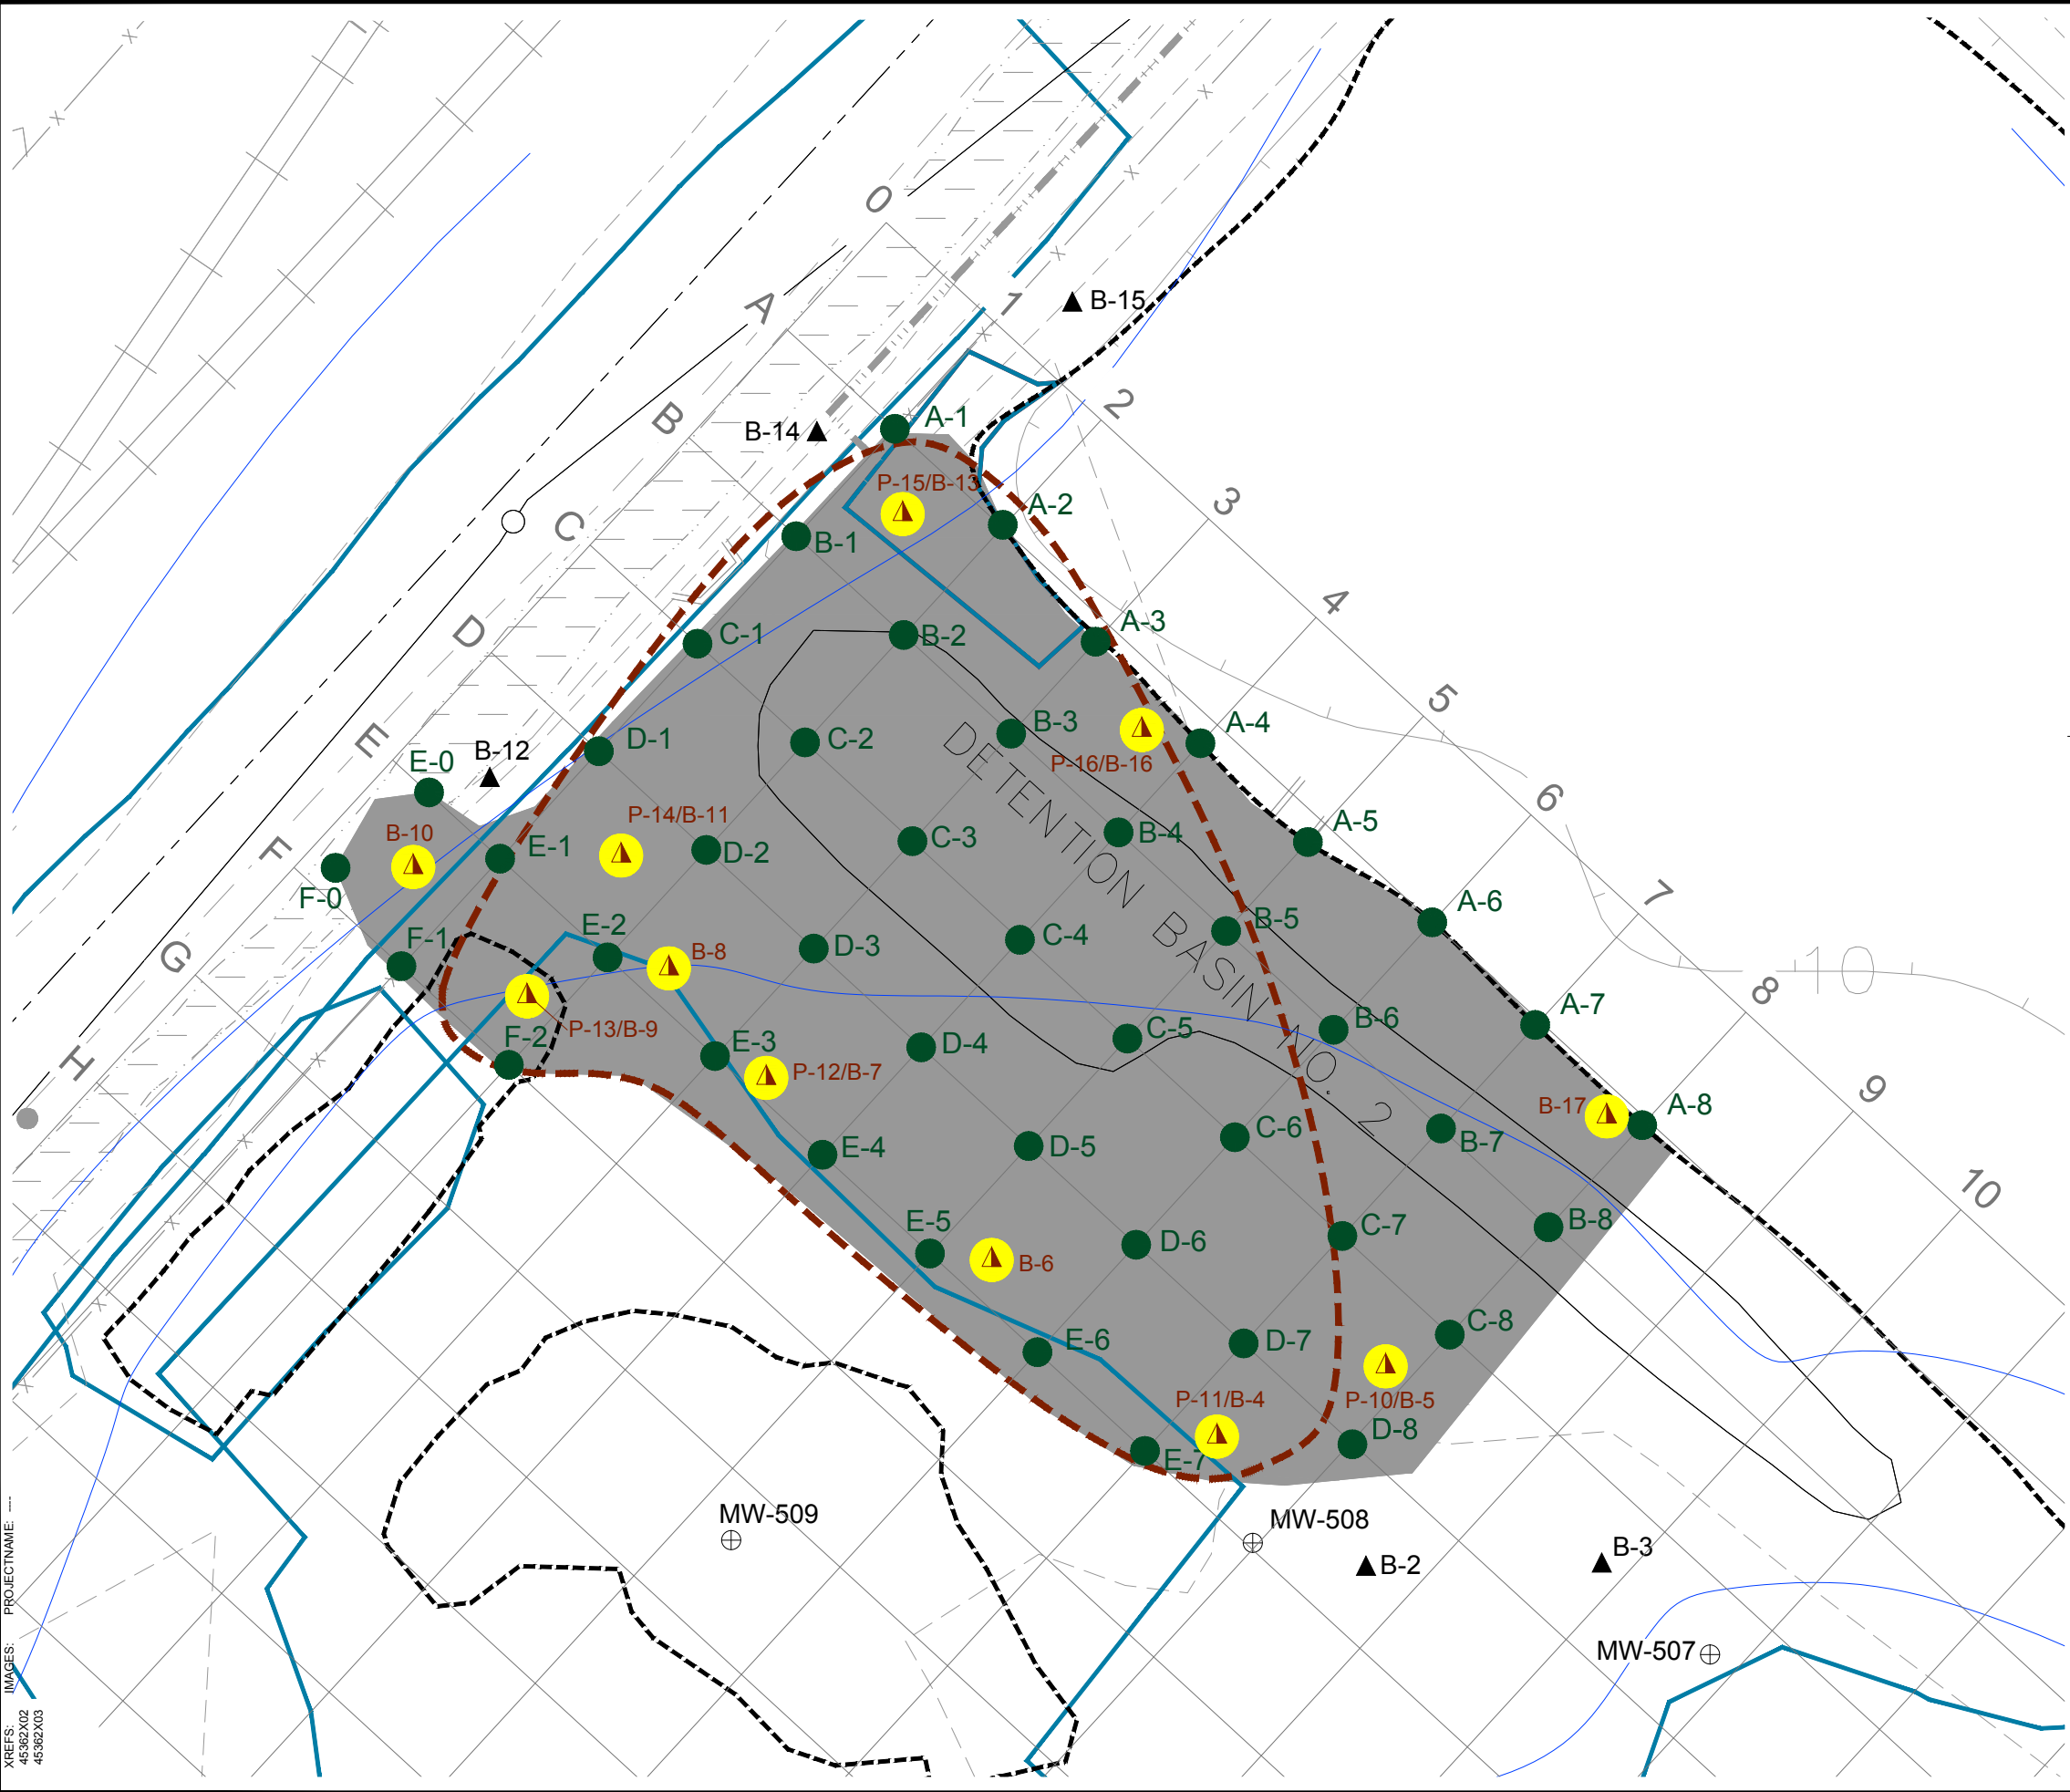 0
1
B-15
A
2
B
B-14
A-1
C
P-15/B-13
3
A-2
B-1
D
4
A-3
C-1
B-2
5
E
E-0
B-12
D-1
C-2
B-3
A-4
P-16/B-16
6
F
B-10
E-1
P-14/B-11
D-2
C-3
B-4
A-5
DETENTION BASIN NO. 2
7
F-0
A-6
G
F-1
E-2
B-8
D-3
C-4
B-5
10
8
H
F-2
P-13/B-9
E-3
P-12/B-7
D-4
C-5
B-6
A-7
9
E-4
D-5
C-6
B-7
B-17
A-8
10
E-5
B-6
D-6
C-7
B-8
E-6
D-7
C-8
P-11/B-4
P-10/B-5
E-7
D-8
MW-509
MW-508
B-2
B-3
MW-507
XREFS: IMAGES: PROJECTNAME: ----
45362X02
45362X03